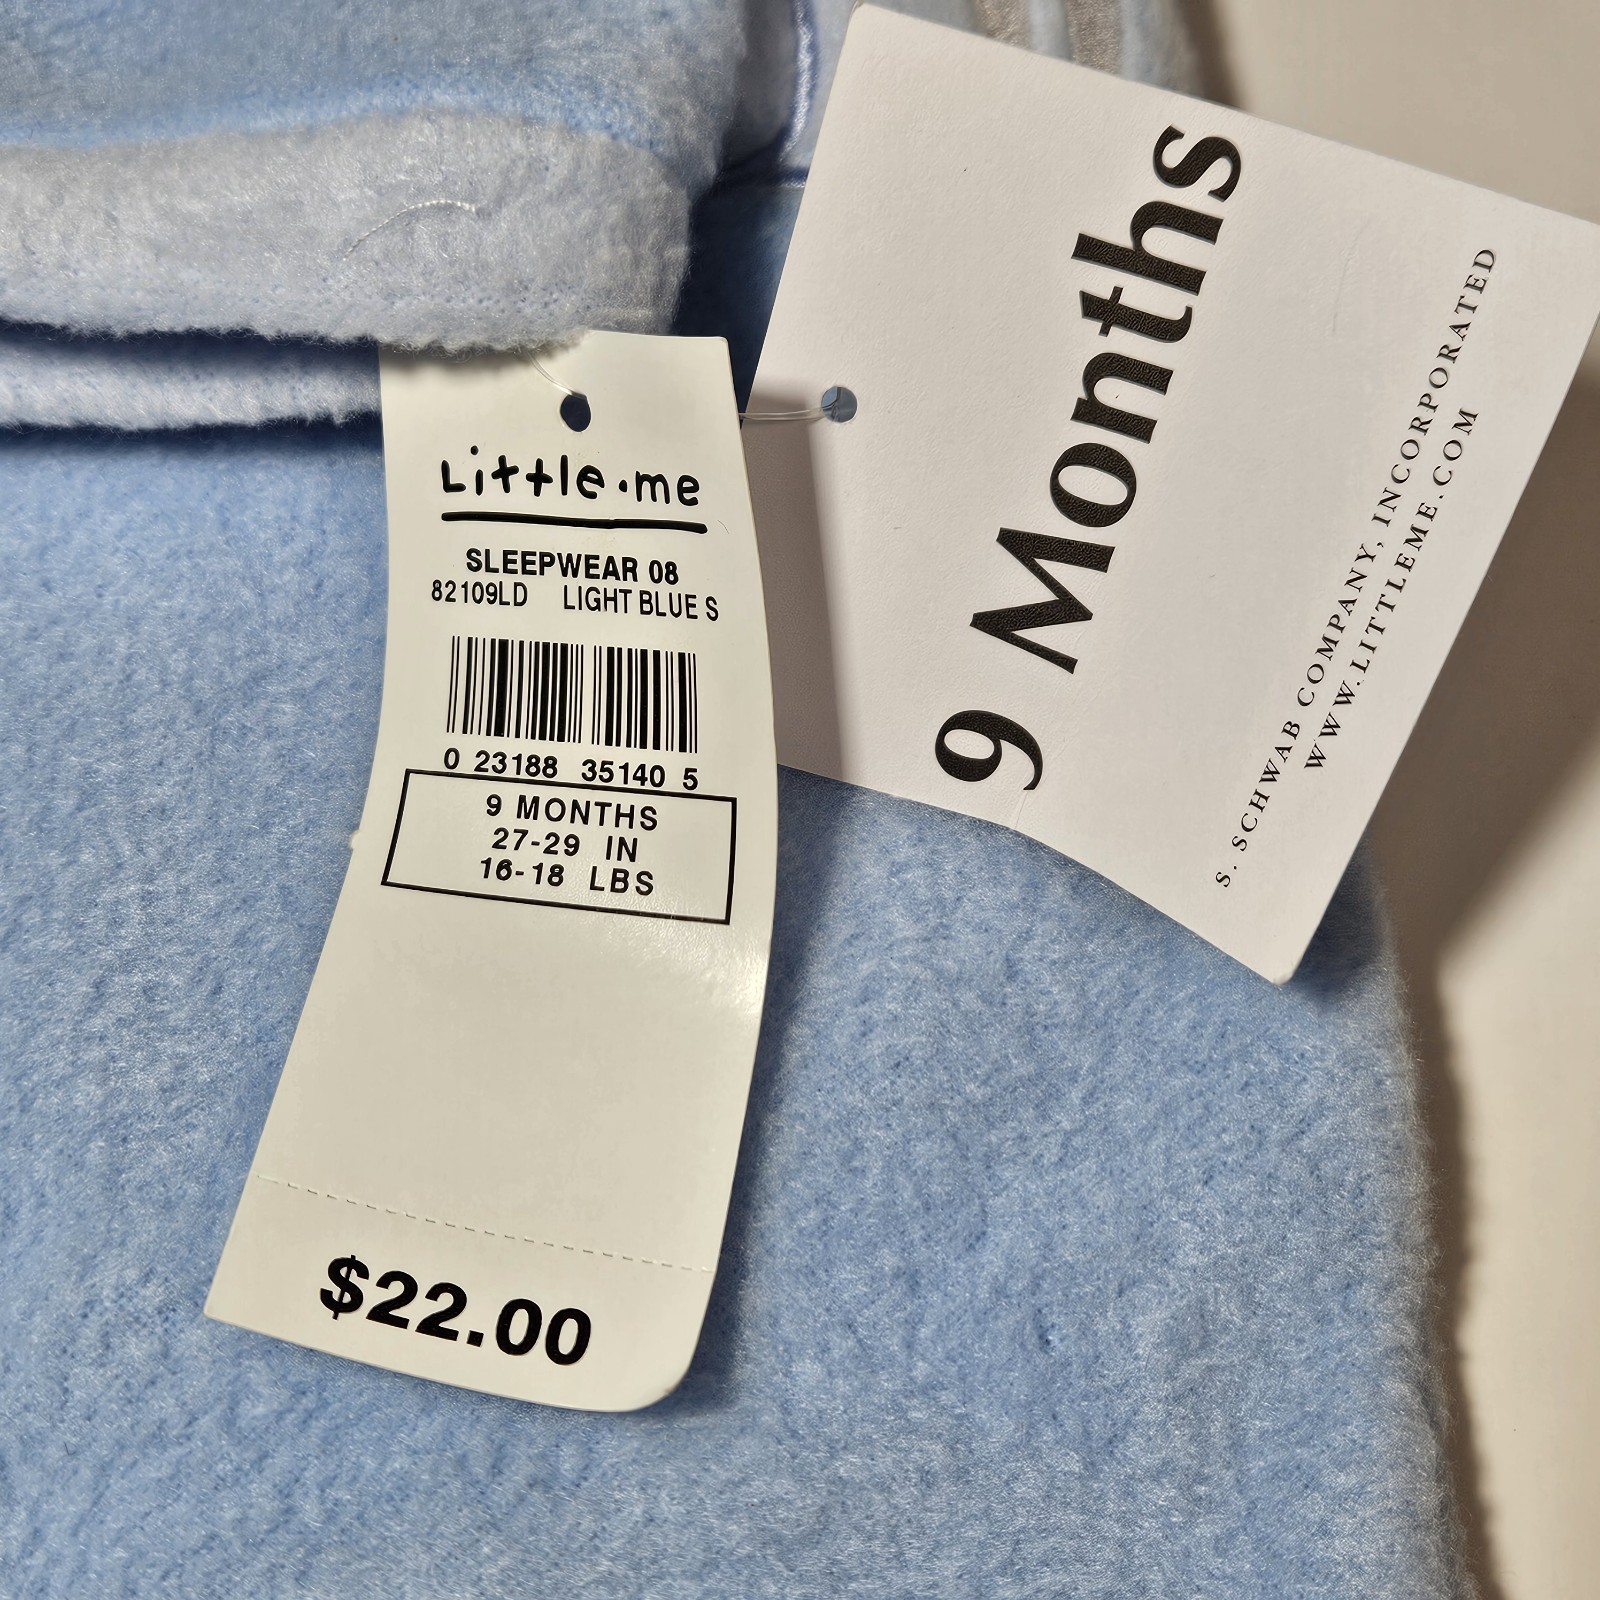 Little·me
SLEEPWEAR 08
82109LD LIGHT BLUE S
0 23188 35140 5
9 MONTHS
27-29 IN
16-18 LBS
$22.00
9 Months
S. SCHWAB COMPANY, INCORPORATED
WWW.LITTLEME.COM